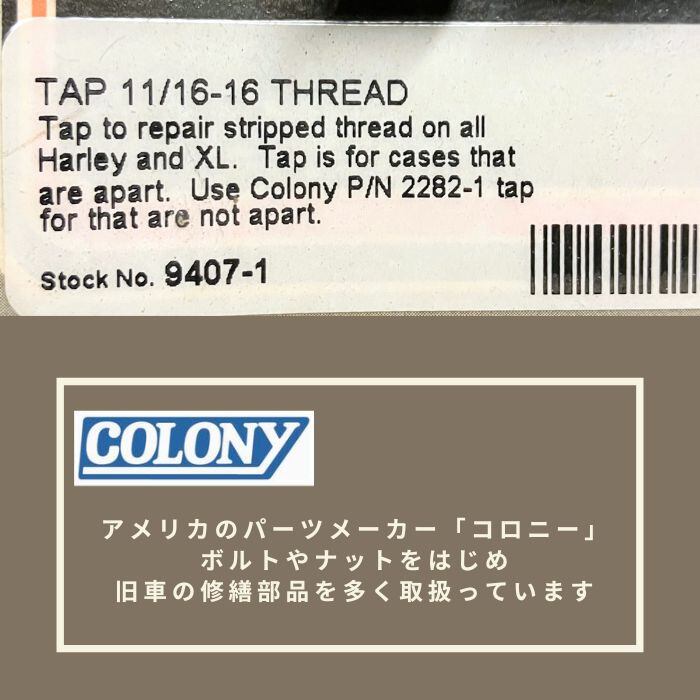 TAP 11/16-16 THREAD
Tap to repair stripped thread on all
Harley and XL. Tap is for cases that
are apart. Use Colony P/N 2282-1 tap
for that are not apart.
Stock No. 9407-1
COLONY
アメリカのパーツメーカー「コロニー」
ボルトやナットをはじめ
旧車の修繕部品を多く取扱っています